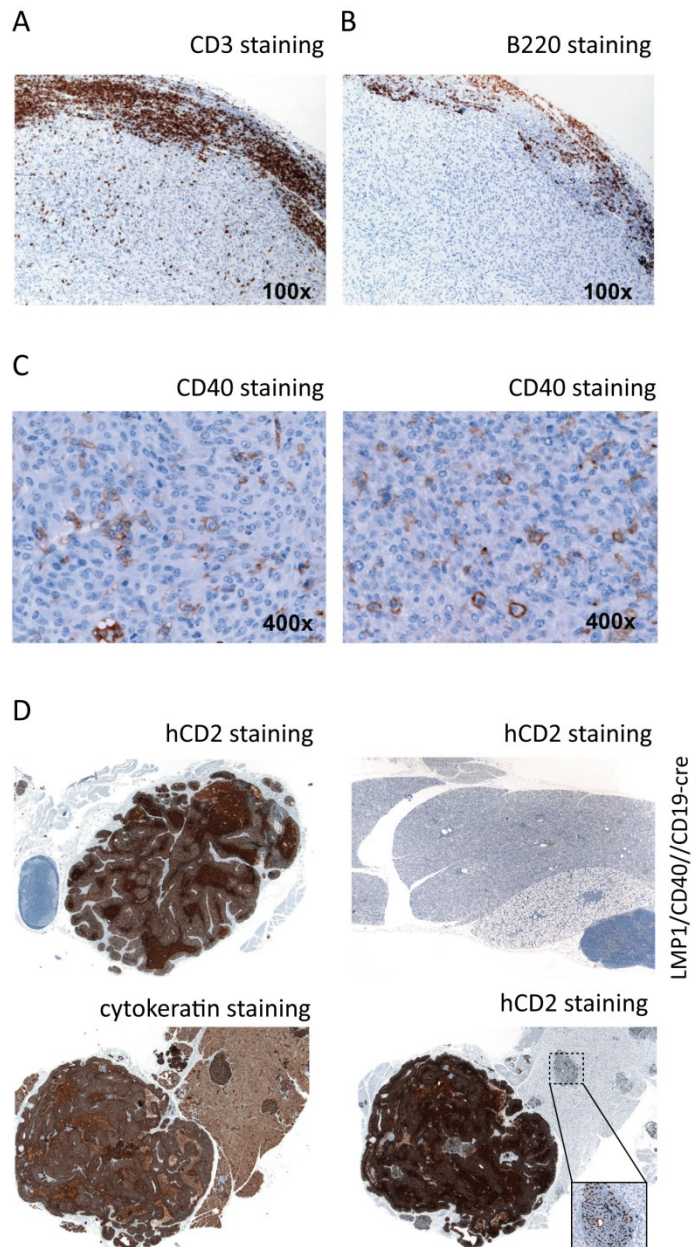 A
CD3 staining
B
B220 staining
100x
100x
C
CD40 staining
CD40 staining
400x
400x
D
hCD2 staining
hCD2 staining
LMP1/CD40//CD19-cre
cytokeratin staining
hCD2 staining